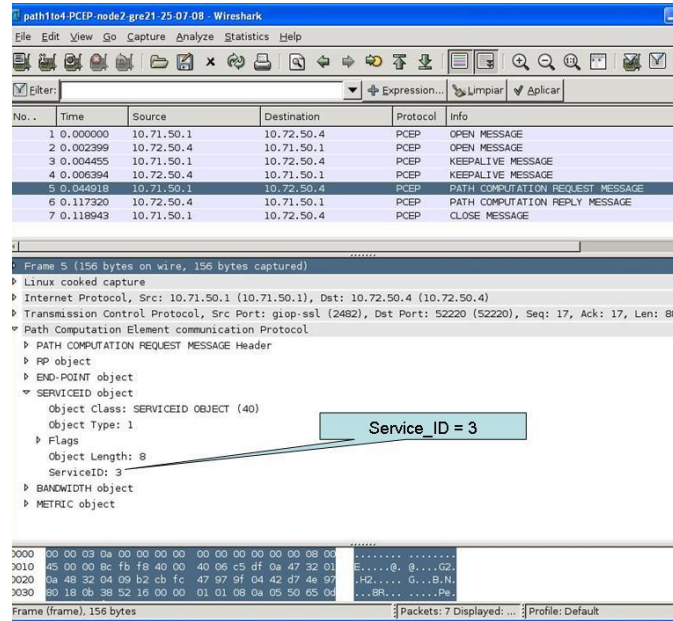 path1to4-PCEP-node2-gre21-25-07-08 - Wireshark
File Edit View Go Capture Analyze Statistics Help
Filter: Expression... Limpiar Aplicar
No. . Time Source Destination Protocol Info
1 0.000000 10.71.50.1 10.72.50.4 PCEP OPEN MESSAGE
2 0.002399 10.72.50.4 10.71.50.1 PCEP OPEN MESSAGE
3 0.004455 10.71.50.1 10.72.50.4 PCEP KEEPALIVE MESSAGE
4 0.006394 10.72.50.4 10.71.50.1 PCEP KEEPALIVE MESSAGE
5 0.044918 10.71.50.1 10.72.50.4 PCEP PATH COMPUTATION REQUEST MESSAGE
6 0.117320 10.72.50.4 10.71.50.1 PCEP PATH COMPUTATION REPLY MESSAGE
7 0.118943 10.71.50.1 10.72.50.4 PCEP CLOSE MESSAGE
Frame 5 (156 bytes on wire, 156 bytes captured)
Linux cooked capture
Internet Protocol, Src: 10.71.50.1 (10.71.50.1), Dst: 10.72.50.4 (10.72.50.4)
Transmission Control Protocol, Src Port: giop-ssl (2482), Dst Port: 52220 (52220), Seq: 17, Ack: 17, Len: 8
Path Computation Element communication Protocol
PATH COMPUTATION REQUEST MESSAGE Header
RP object
END-POINT object
SERVICEID object
Object Class: SERVICEID OBJECT (40)
Object Type: 1
Flags
Object Length: 8
ServiceID: 3
Service_ID = 3
BANDWIDTH object
METRIC object
0000 00 00 03 0a 00 00 00 00 00 00 00 00 00 00 08 00 ........ ........
0010 45 00 00 8c fb f8 40 00 40 06 c5 df 0a 47 32 01 E.....@. @....G2.
0020 0a 48 32 04 09 b2 cb fc 47 97 9f 04 42 d7 4e 97 .H2..... G...B.N.
0030 80 18 0b 38 52 16 00 00 01 01 08 0a 05 50 65 0d ...8R... .....Pe.
Frame (frame), 156 bytes Packets: 7 Displayed: ... Profile: Default